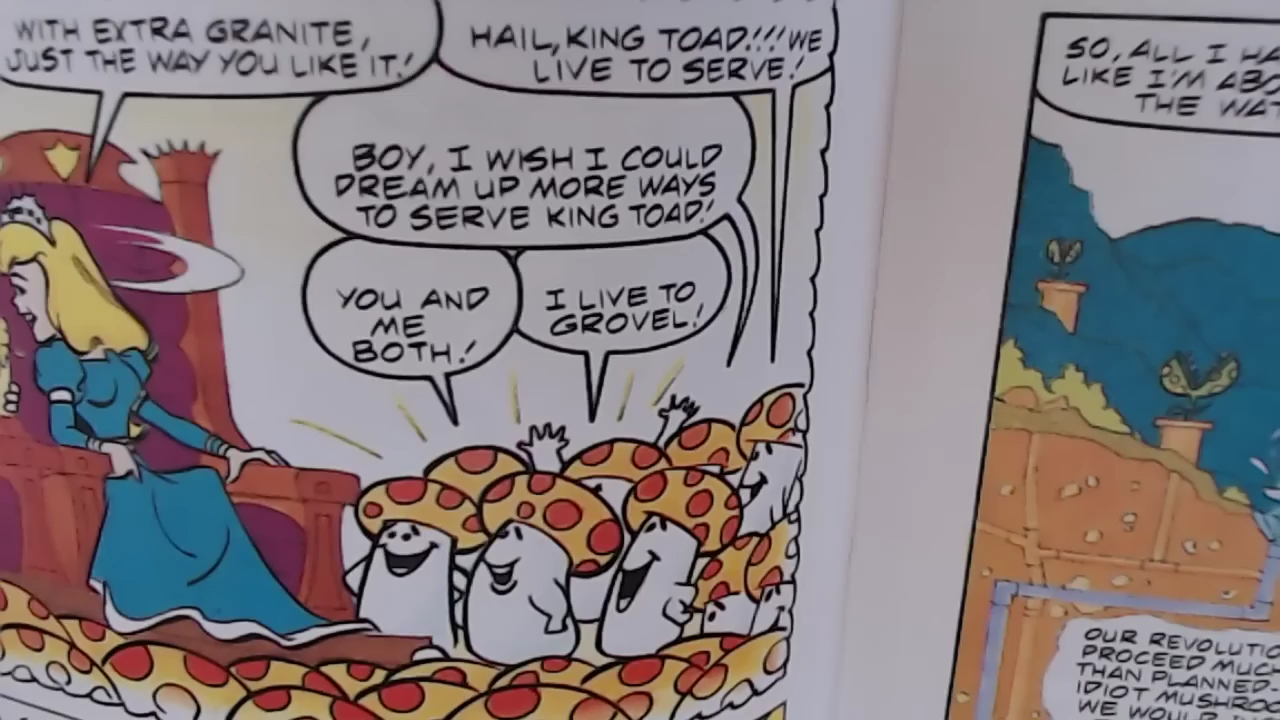 WITH EXTRA GRANITE,
JUST THE WAY YOU LIKE IT!
HAIL, KING TOAD!!! WE
LIVE TO SERVE!
BOY, I WISH I COULD
DREAM UP MORE WAYS
TO SERVE KING TOAD!
YOU AND
ME
BOTH!
I LIVE TO
GROVEL!
SO, ALL I
LIKE I'M
THE
OUR
PROCEED
THAN PLANNED
IDIOT
WE